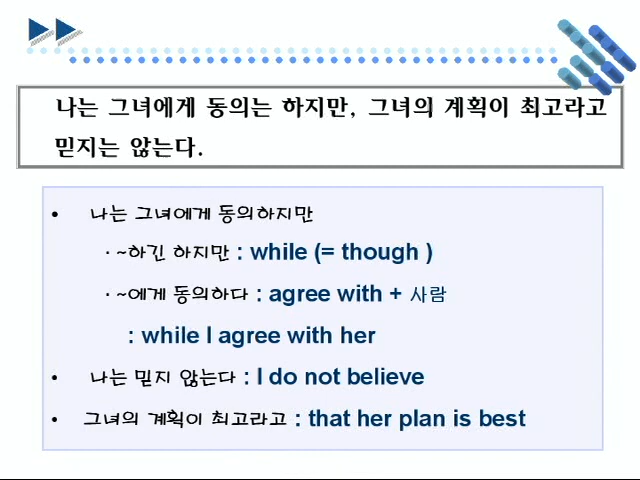 나는 그녀에게 동의는 하지만, 그녀의 계획이 최고라고
믿지는 않는다.
• 나는 그녀에게 동의하지만
· ~하긴 하지만 : while (= though )
· ~에게 동의하다 : agree with + 사람
: while I agree with her
• 나는 믿지 않는다 : I do not believe
• 그녀의 계획이 최고라고 : that her plan is best